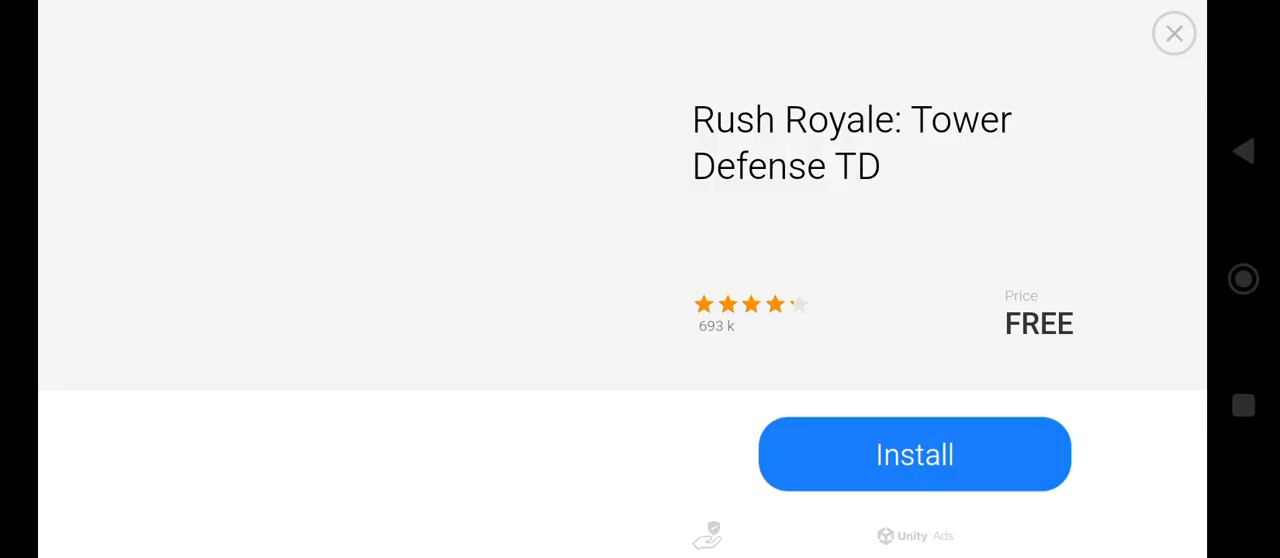 Rush Royale: Tower
Defense TD
693 k
Price
FREE
Install
Unity Ads